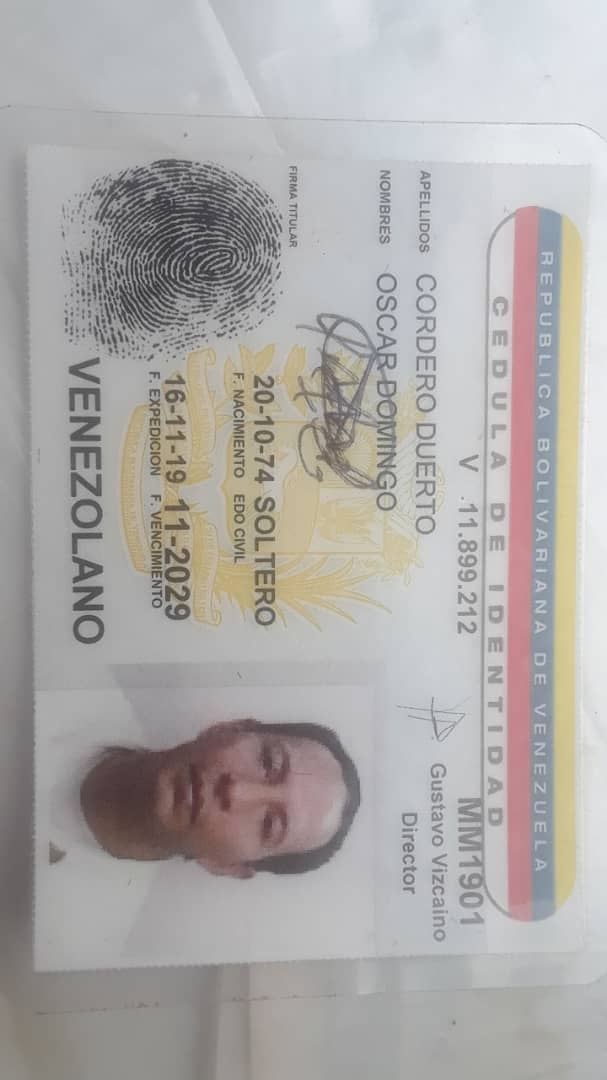 REPUBLICA BOLIVARIANA DE VENEZUELA
CEDULA DE IDENTIDAD
V 11.899.212 MM1901
APELLIDOS CORDERO DUERTO
Gustavo Vizcaino
Director
NOMBRES OSCAR DOMINGO
FIRMA TITULAR
20-10-74 SOLTERO
F. NACIMIENTO EDO CIVIL
16-11-19 11-2029
F. EXPEDICION F. VENCIMIENTO
VENEZOLANO